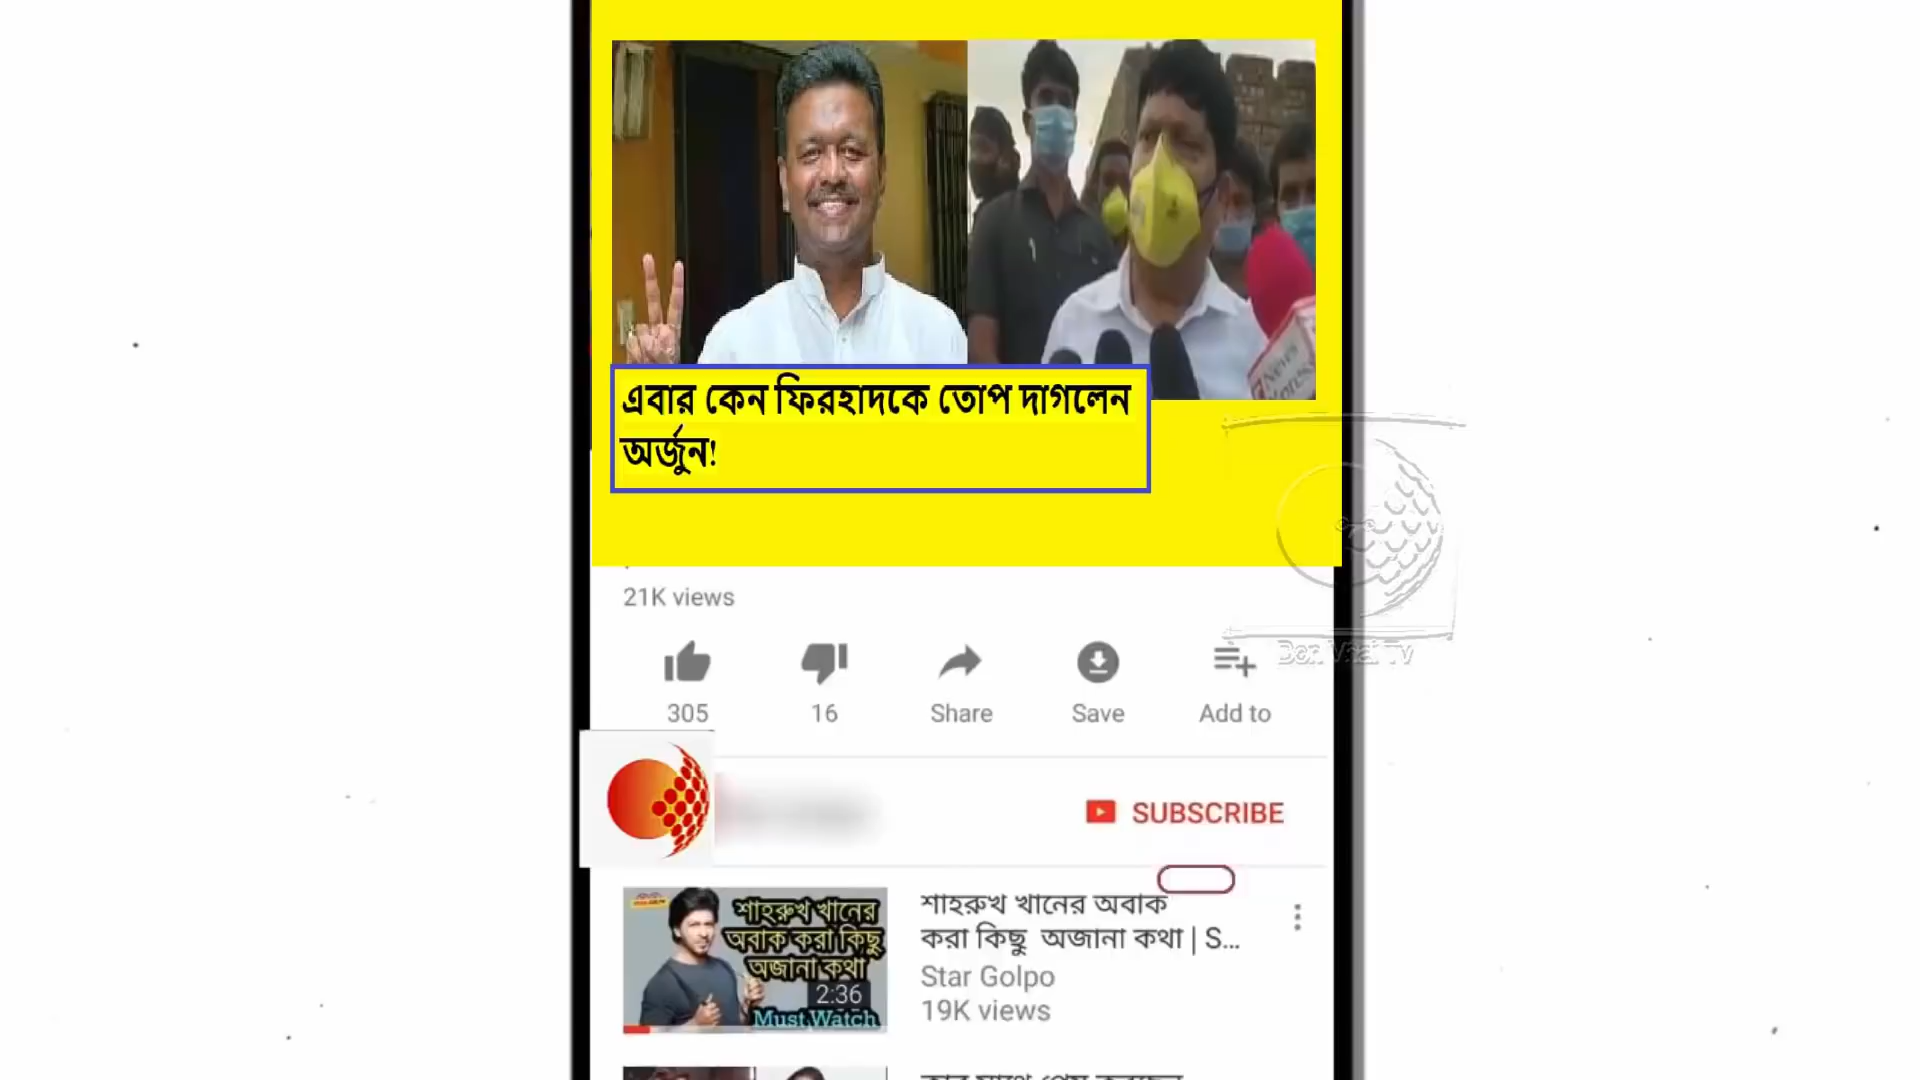 এবার কেন ফিরহাদকে তোপ দাগলেন
অর্জুন!
21K views
305
16
Share
Save
Add to
SUBSCRIBE
শাহরুখ খানের
অবাক করা কিছু
অজানা কথা
2:36
Must Watch
শাহরুখ খানের অবাক
করা কিছু অজানা কথা | S...
Star Golpo
19K views